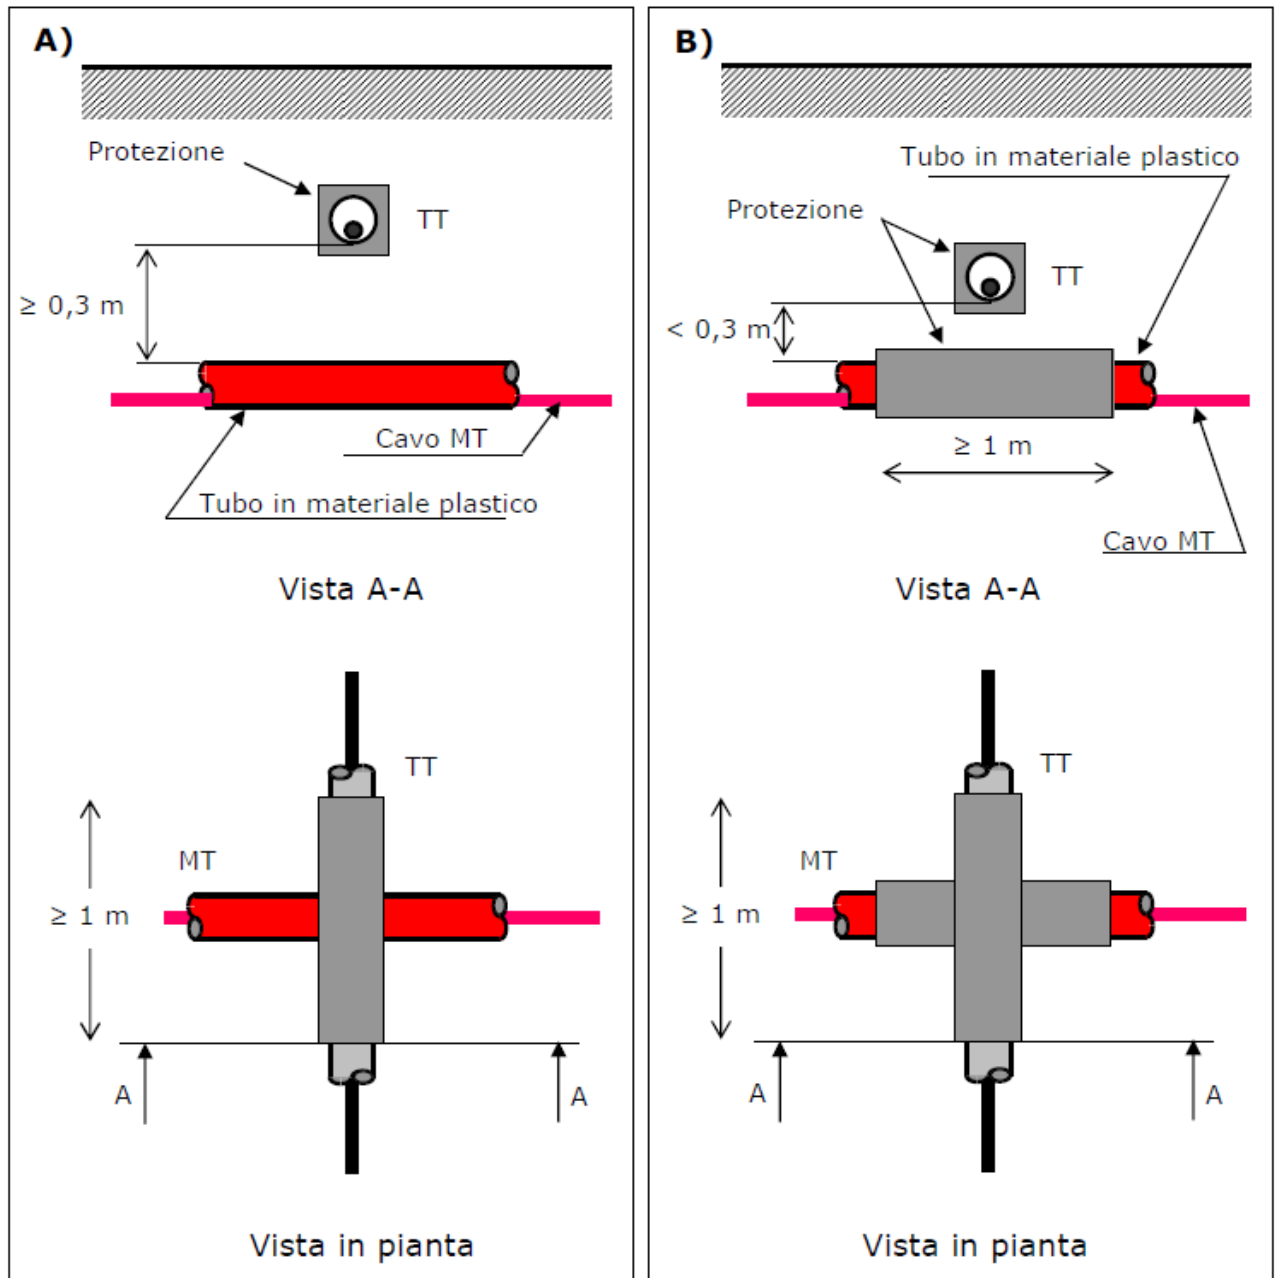 A)
Protezione
TT
≥ 0,3 m
Cavo MT
Tubo in materiale plastico
Vista A-A
TT
MT
≥ 1 m
A
A
Vista in pianta
B)
Tubo in materiale plastico
Protezione
TT
< 0,3 m
≥ 1 m
Cavo MT
Vista A-A
TT
MT
≥ 1 m
A
A
Vista in pianta